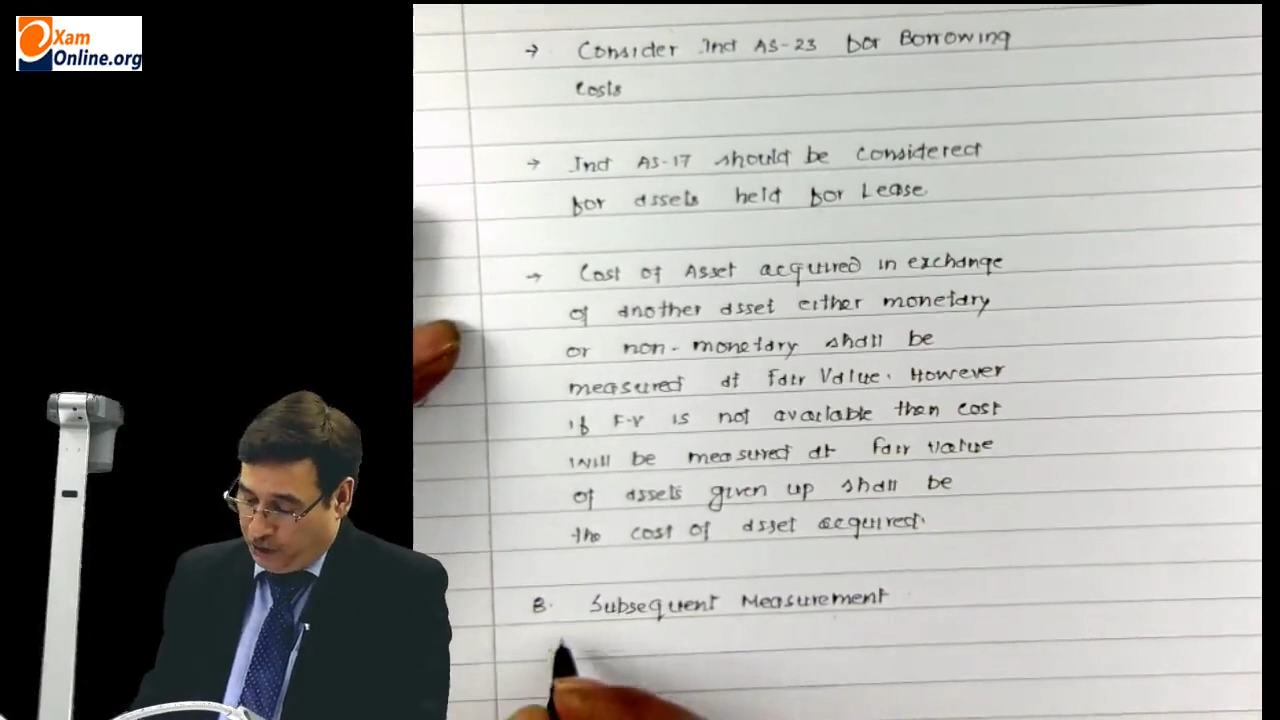 Xam
Online.org
→ Consider Ind AS-23 for Borrowing
Costs
→ Ind AS-17 should be considered
for assets held for Lease
→ Cost of Asset acquired in exchange
of another asset either monetary
or non-monetary shall be
measured at Fair Value. However
if F.V is not available then cost
will be measured at fair value
of assets given up shall be
the cost of asset acquired.
B. Subsequent Measurement